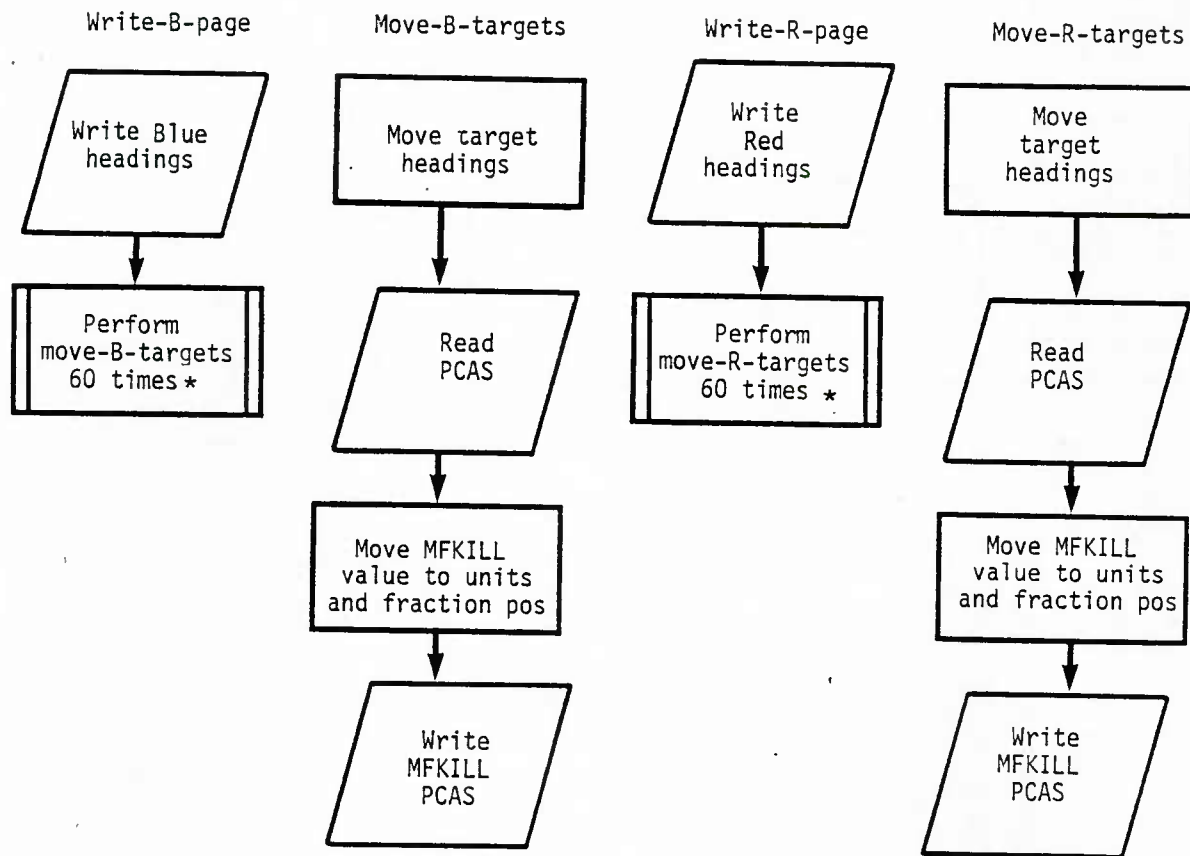 Write-B-page
Write Blue
headings
Perform
move-B-targets
60 times *
Move-B-targets
Move target
headings
Read
PCAS
Move MFKILL
value to units
and fraction pos
Write
MFKILL
PCAS
Write-R-page
Write
Red
headings
Perform
move-R-targets
60 times *
Move-R-targets
Move
target
headings
Read
PCAS
Move MFKILL
value to units
and fraction pos
Write
MFKILL
PCAS